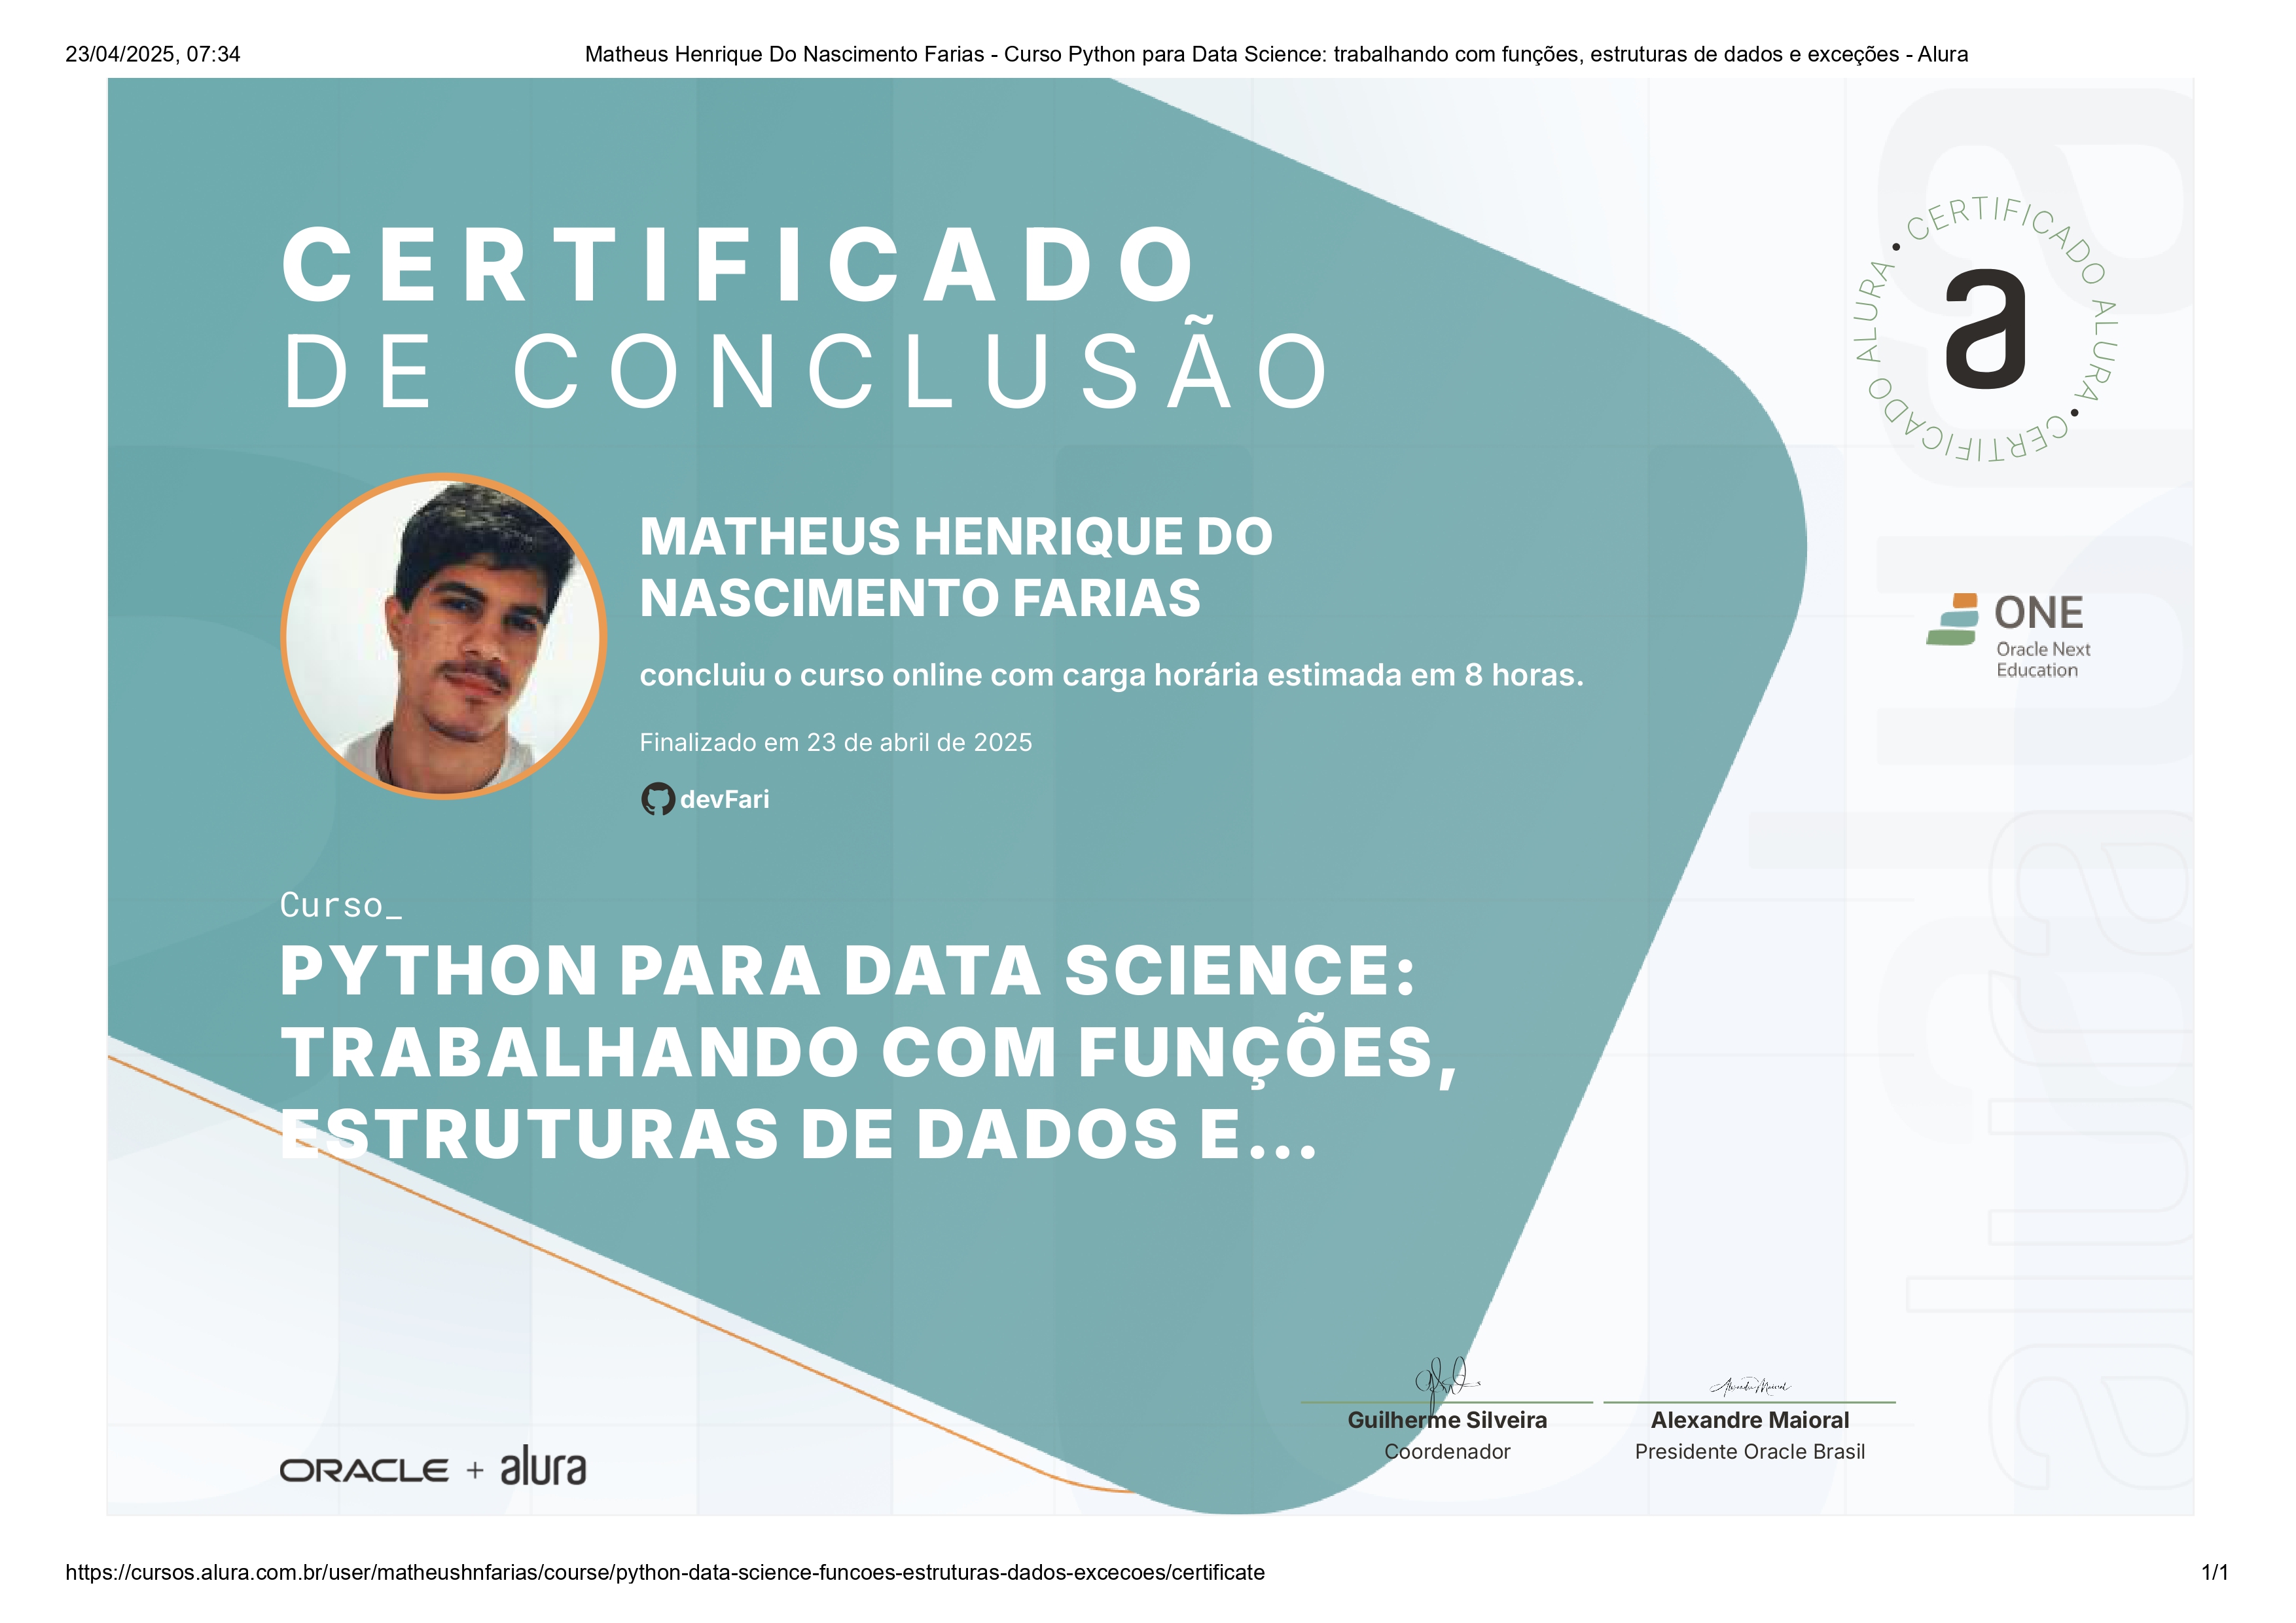 23/04/2025, 07:34
Matheus Henrique Do Nascimento Farias - Curso Python para Data Science: trabalhando com funções, estruturas de dados e exceções - Alura
CERTIFICADO
DE CONCLUSÃO
• CERTIFICADO ALURA • CERTIFICADO ALURA
a
MATHEUS HENRIQUE DO
NASCIMENTO FARIAS
concluiu o curso online com carga horária estimada em 8 horas.
Finalizado em 23 de abril de 2025
devFari
ONE
Oracle Next
Education
Curso_
PYTHON PARA DATA SCIENCE:
TRABALHANDO COM FUNÇÕES,
ESTRUTURAS DE DADOS E...
alura
Guilherme Silveira
Coordenador
Alexandre Maioral
Presidente Oracle Brasil
ORACLE + alura
https://cursos.alura.com.br/user/matheushnfarias/course/python-data-science-funcoes-estruturas-dados-excecoes/certificate
1/1